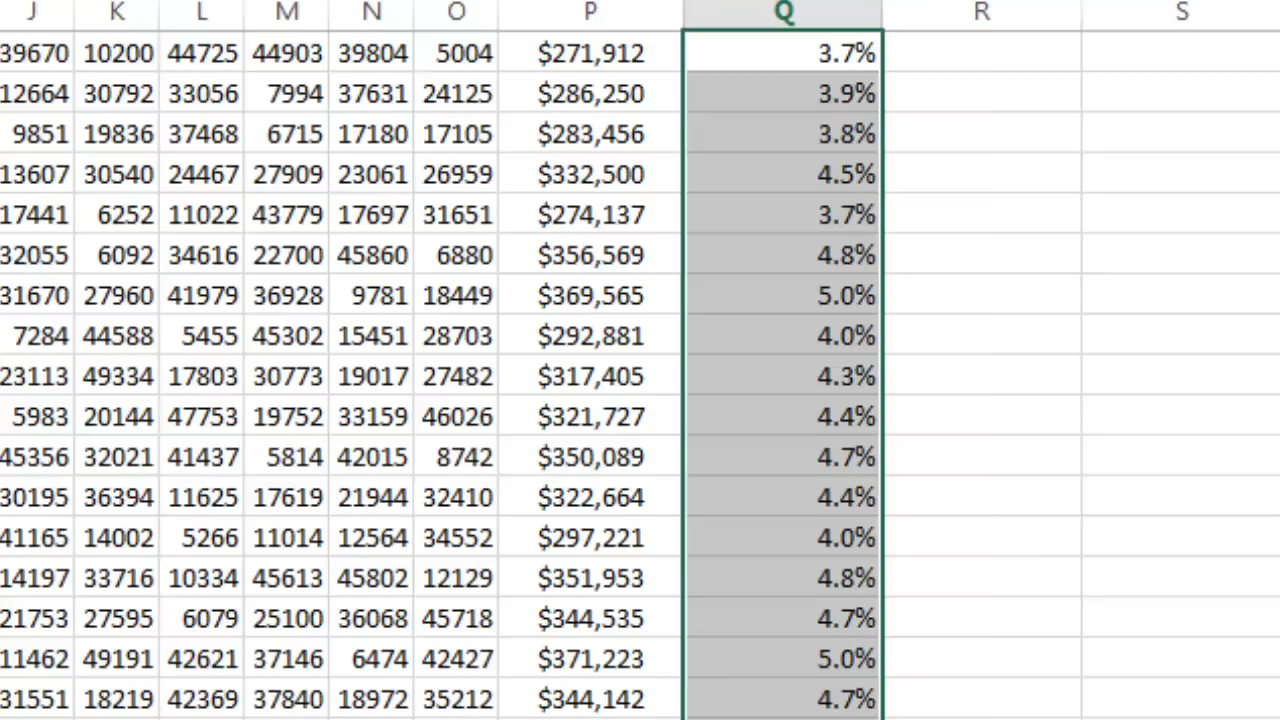 J K L M N O P Q R S
39670 10200 44725 44903 39804 5004 $271,912 3.7%
12664 30792 33056 7994 37631 24125 $286,250 3.9%
9851 19836 37468 6715 17180 17105 $283,456 3.8%
13607 30540 24467 27909 23061 26959 $332,500 4.5%
17441 6252 11022 43779 17697 31651 $274,137 3.7%
32055 6092 34616 22700 45860 6880 $356,569 4.8%
31670 27960 41979 36928 9781 18449 $369,565 5.0%
7284 44588 5455 45302 15451 28703 $292,881 4.0%
23113 49334 17803 30773 19017 27482 $317,405 4.3%
5983 20144 47753 19752 33159 46026 $321,727 4.4%
45356 32021 41437 5814 42015 8742 $350,089 4.7%
30195 36394 11625 17619 21944 32410 $322,664 4.4%
41165 14002 5266 11014 12564 34552 $297,221 4.0%
14197 33716 10334 45613 45802 12129 $351,953 4.8%
21753 27595 6079 25100 36068 45718 $344,535 4.7%
11462 49191 42621 37146 6474 42427 $371,223 5.0%
31551 18219 42369 37840 18972 35212 $344,142 4.7%